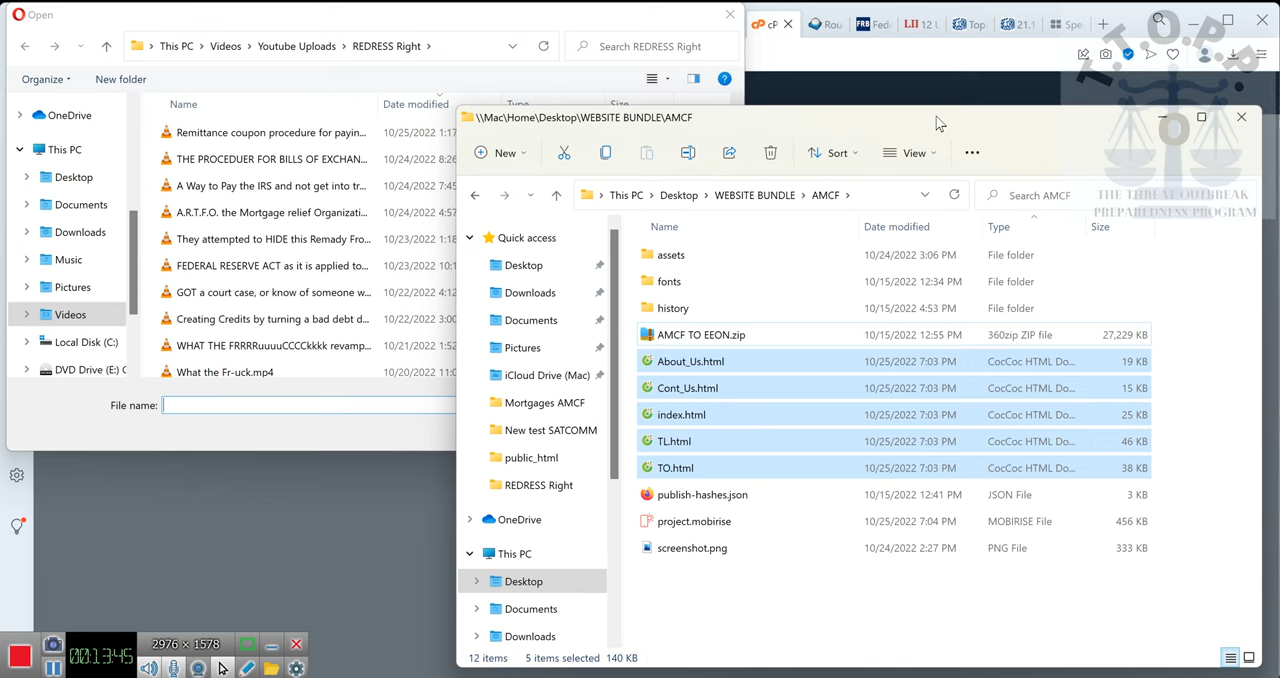 Open
This PC > Videos > Youtube Uploads > REDRESS Right >
Search REDRESS Right
Organize
New folder
OneDrive
This PC
Desktop
Documents
Downloads
Music
Pictures
Videos
Local Disk (C:)
DVD Drive (E:) C
Name
Date modified
Type
Size
Remittance coupon procedure for payin...
10/25/2022 1:17
THE PROCEDUER FOR BILLS OF EXCHAN...
10/24/2022 8:56
A Way to Pay the IRS and not get into tr...
10/24/2022 7:45
A.R.T.F.O. the Mortgage relief Organizati...
10/24/2022 4:57
They attempted to HIDE this Remady Fro...
10/23/2022 1:18
FEDERAL RESERVE ACT as it is applied to...
10/23/2022 10:1
GOT a court case, or know of someone w...
10/22/2022 4:12
Creating Credits by turning a bad debt d...
10/22/2022 3:00
WHAT THE FRRRRuuuuCCCCkkkk revamp...
10/21/2022 1:52
What the Fr-uck.mp4
10/20/2022 11:0
File name:
cP
Rou
FRB Fed
LII 12
Top
21.1
Spe
T.T.O.P.P.
THE THREAT OUTBREAK
PREPAREDNESS PROGRAM
\\Mac\Home\Desktop\WEBSITE BUNDLE\AMCF
New
Sort
View
This PC > Desktop > WEBSITE BUNDLE > AMCF >
Search AMCF
Quick access
Desktop
Downloads
Documents
Pictures
iCloud Drive (Mac)
Mortgages AMCF
New test SATCOMM
public_html
REDRESS Right
OneDrive
This PC
Desktop
Documents
Downloads
Name
Date modified
Type
Size
assets
10/24/2022 3:06 PM
File folder
fonts
10/15/2022 12:34 PM
File folder
history
10/15/2022 4:53 PM
File folder
AMCF TO EEON.zip
10/15/2022 12:55 PM
360zip ZIP file
27,229 KB
About_Us.html
10/25/2022 7:03 PM
CocCoc HTML Do...
19 KB
Cont_Us.html
10/25/2022 7:03 PM
CocCoc HTML Do...
15 KB
index.html
10/25/2022 7:03 PM
CocCoc HTML Do...
25 KB
TL.html
10/25/2022 7:03 PM
CocCoc HTML Do...
46 KB
TO.html
10/25/2022 7:03 PM
CocCoc HTML Do...
38 KB
publish-hashes.json
10/15/2022 12:41 PM
JSON File
3 KB
project.mobirise
10/25/2022 7:04 PM
MOBIRISE File
456 KB
screenshot.png
10/24/2022 2:27 PM
PNG File
333 KB
12 items
5 items selected 140 KB
2976 × 1578
00:13:45